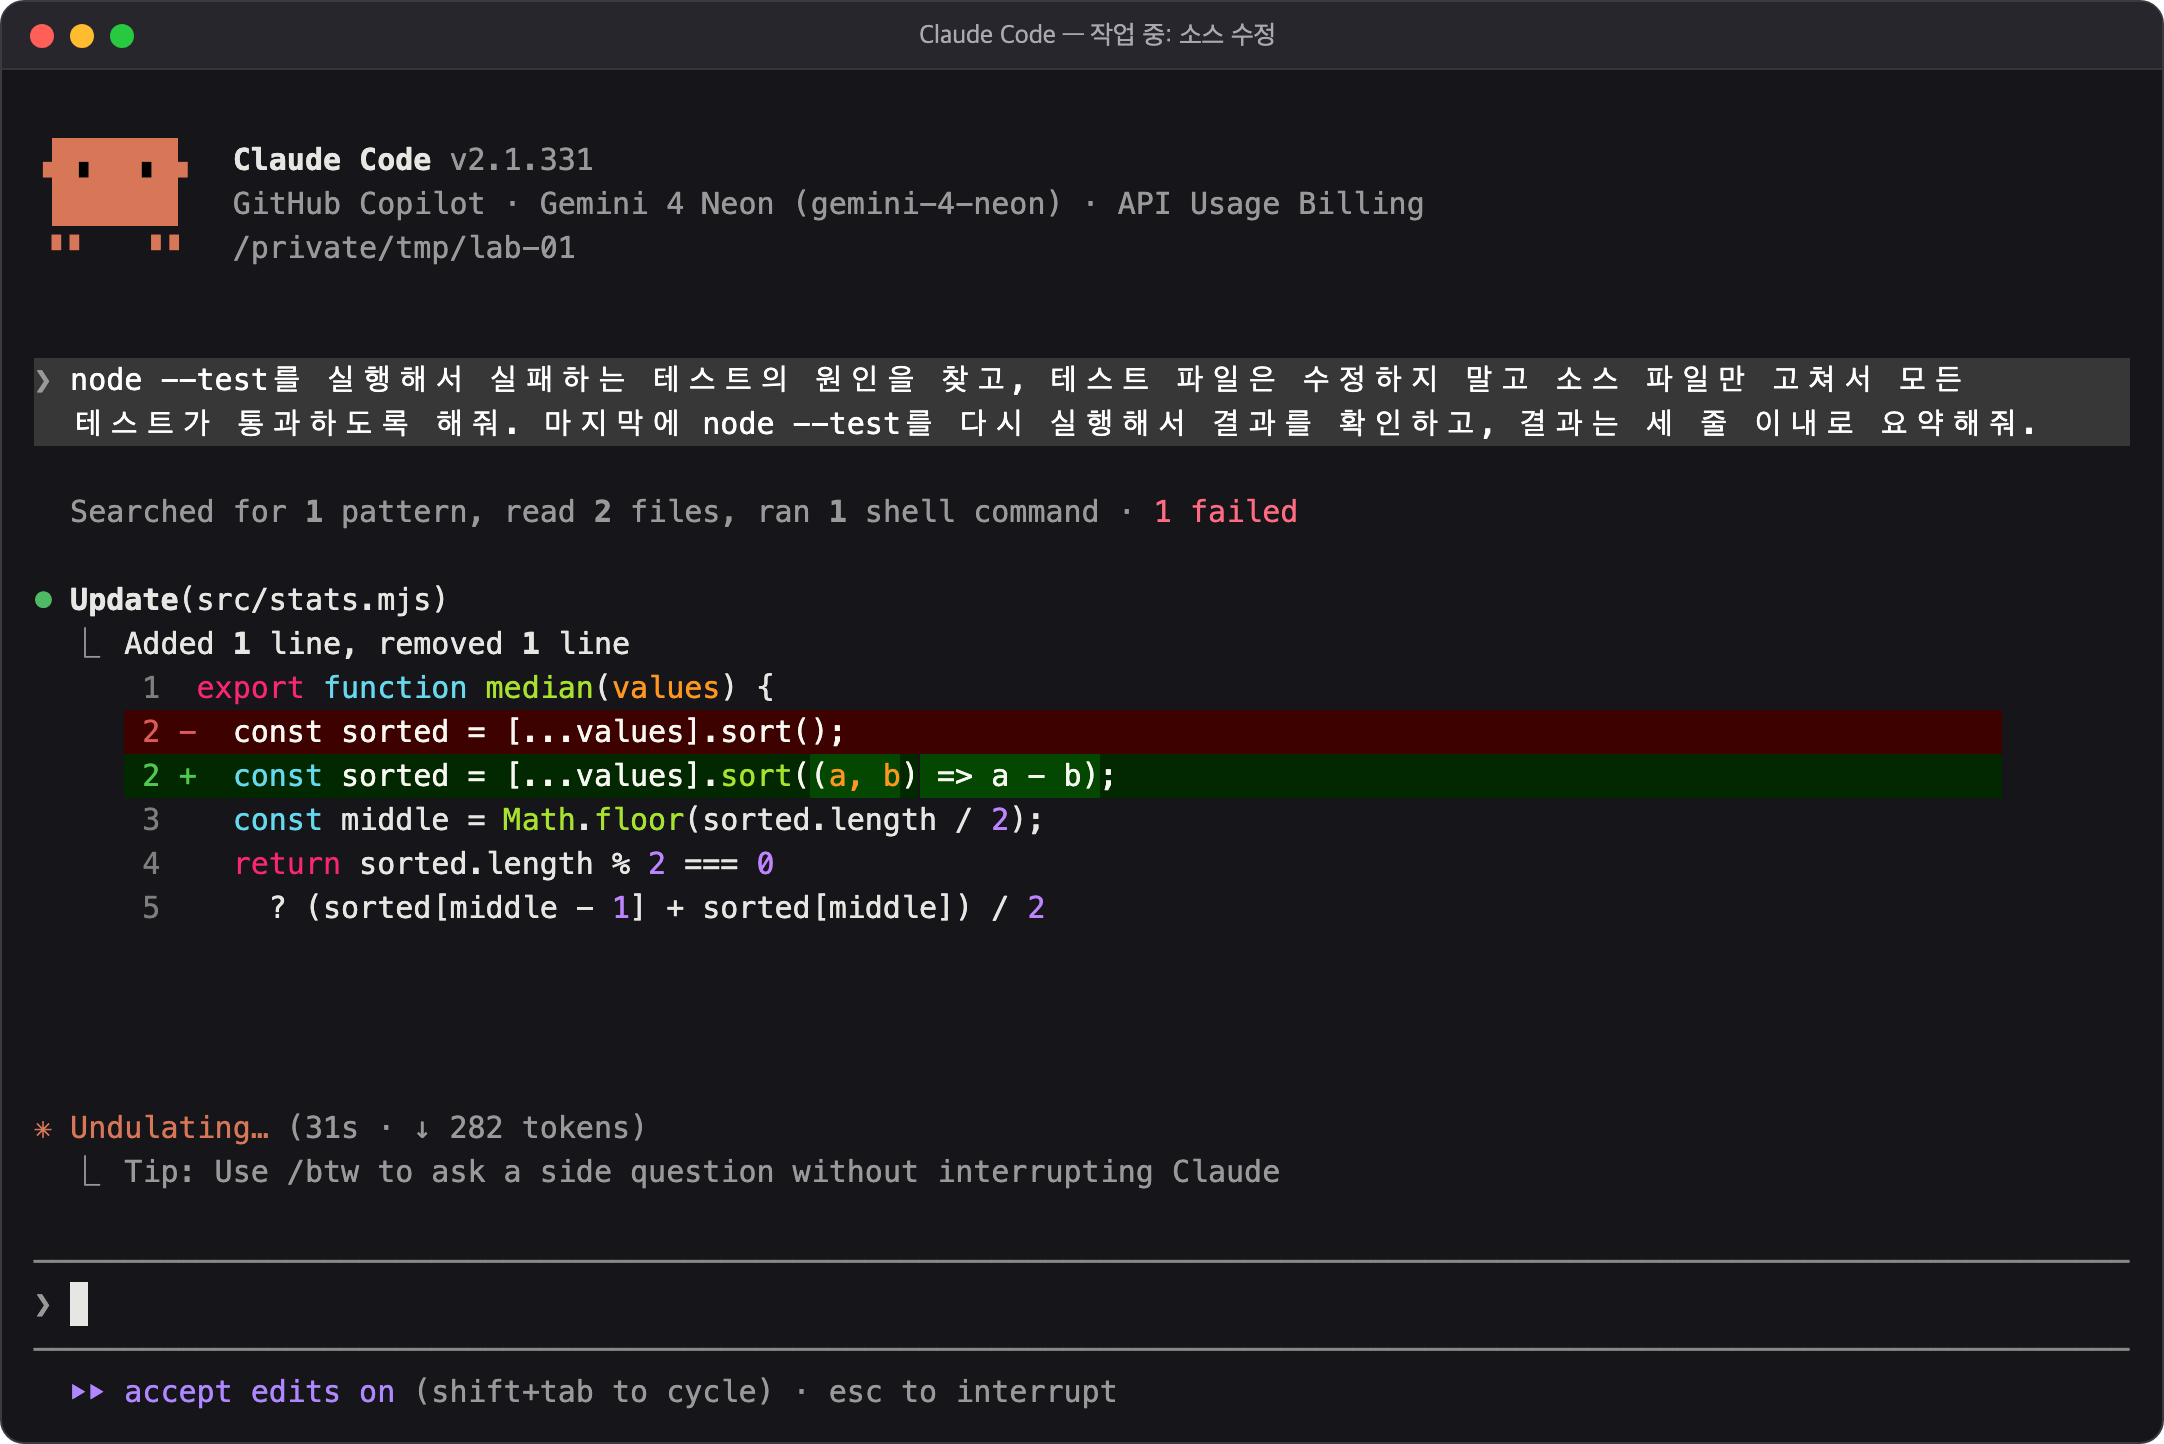 Claude Code — 작업 중: 소스 수정
Claude Code v2.1.331
GitHub Copilot · Gemini 4 Neon (gemini-4-neon) · API Usage Billing
/private/tmp/lab-01
❯ node --test를 실행해서 실패하는 테스트의 원인을 찾고, 테스트 파일은 수정하지 말고 소스 파일만 고쳐서 모든
테스트가 통과하도록 해줘. 마지막에 node --test를 다시 실행해서 결과를 확인하고, 결과는 세 줄 이내로 요약해줘.
Searched for 1 pattern, read 2 files, ran 1 shell command · 1 failed
● Update(src/stats.mjs)
⎿ Added 1 line, removed 1 line
1 export function median(values) {
2 - const sorted = [...values].sort();
2 + const sorted = [...values].sort((a, b) => a - b);
3 const middle = Math.floor(sorted.length / 2);
4 return sorted.length % 2 === 0
5 ? (sorted[middle - 1] + sorted[middle]) / 2
✳ Undulating… (31s · ↓ 282 tokens)
⎿ Tip: Use /btw to ask a side question without interrupting Claude
❯
⏵⏵ accept edits on (shift+tab to cycle) · esc to interrupt